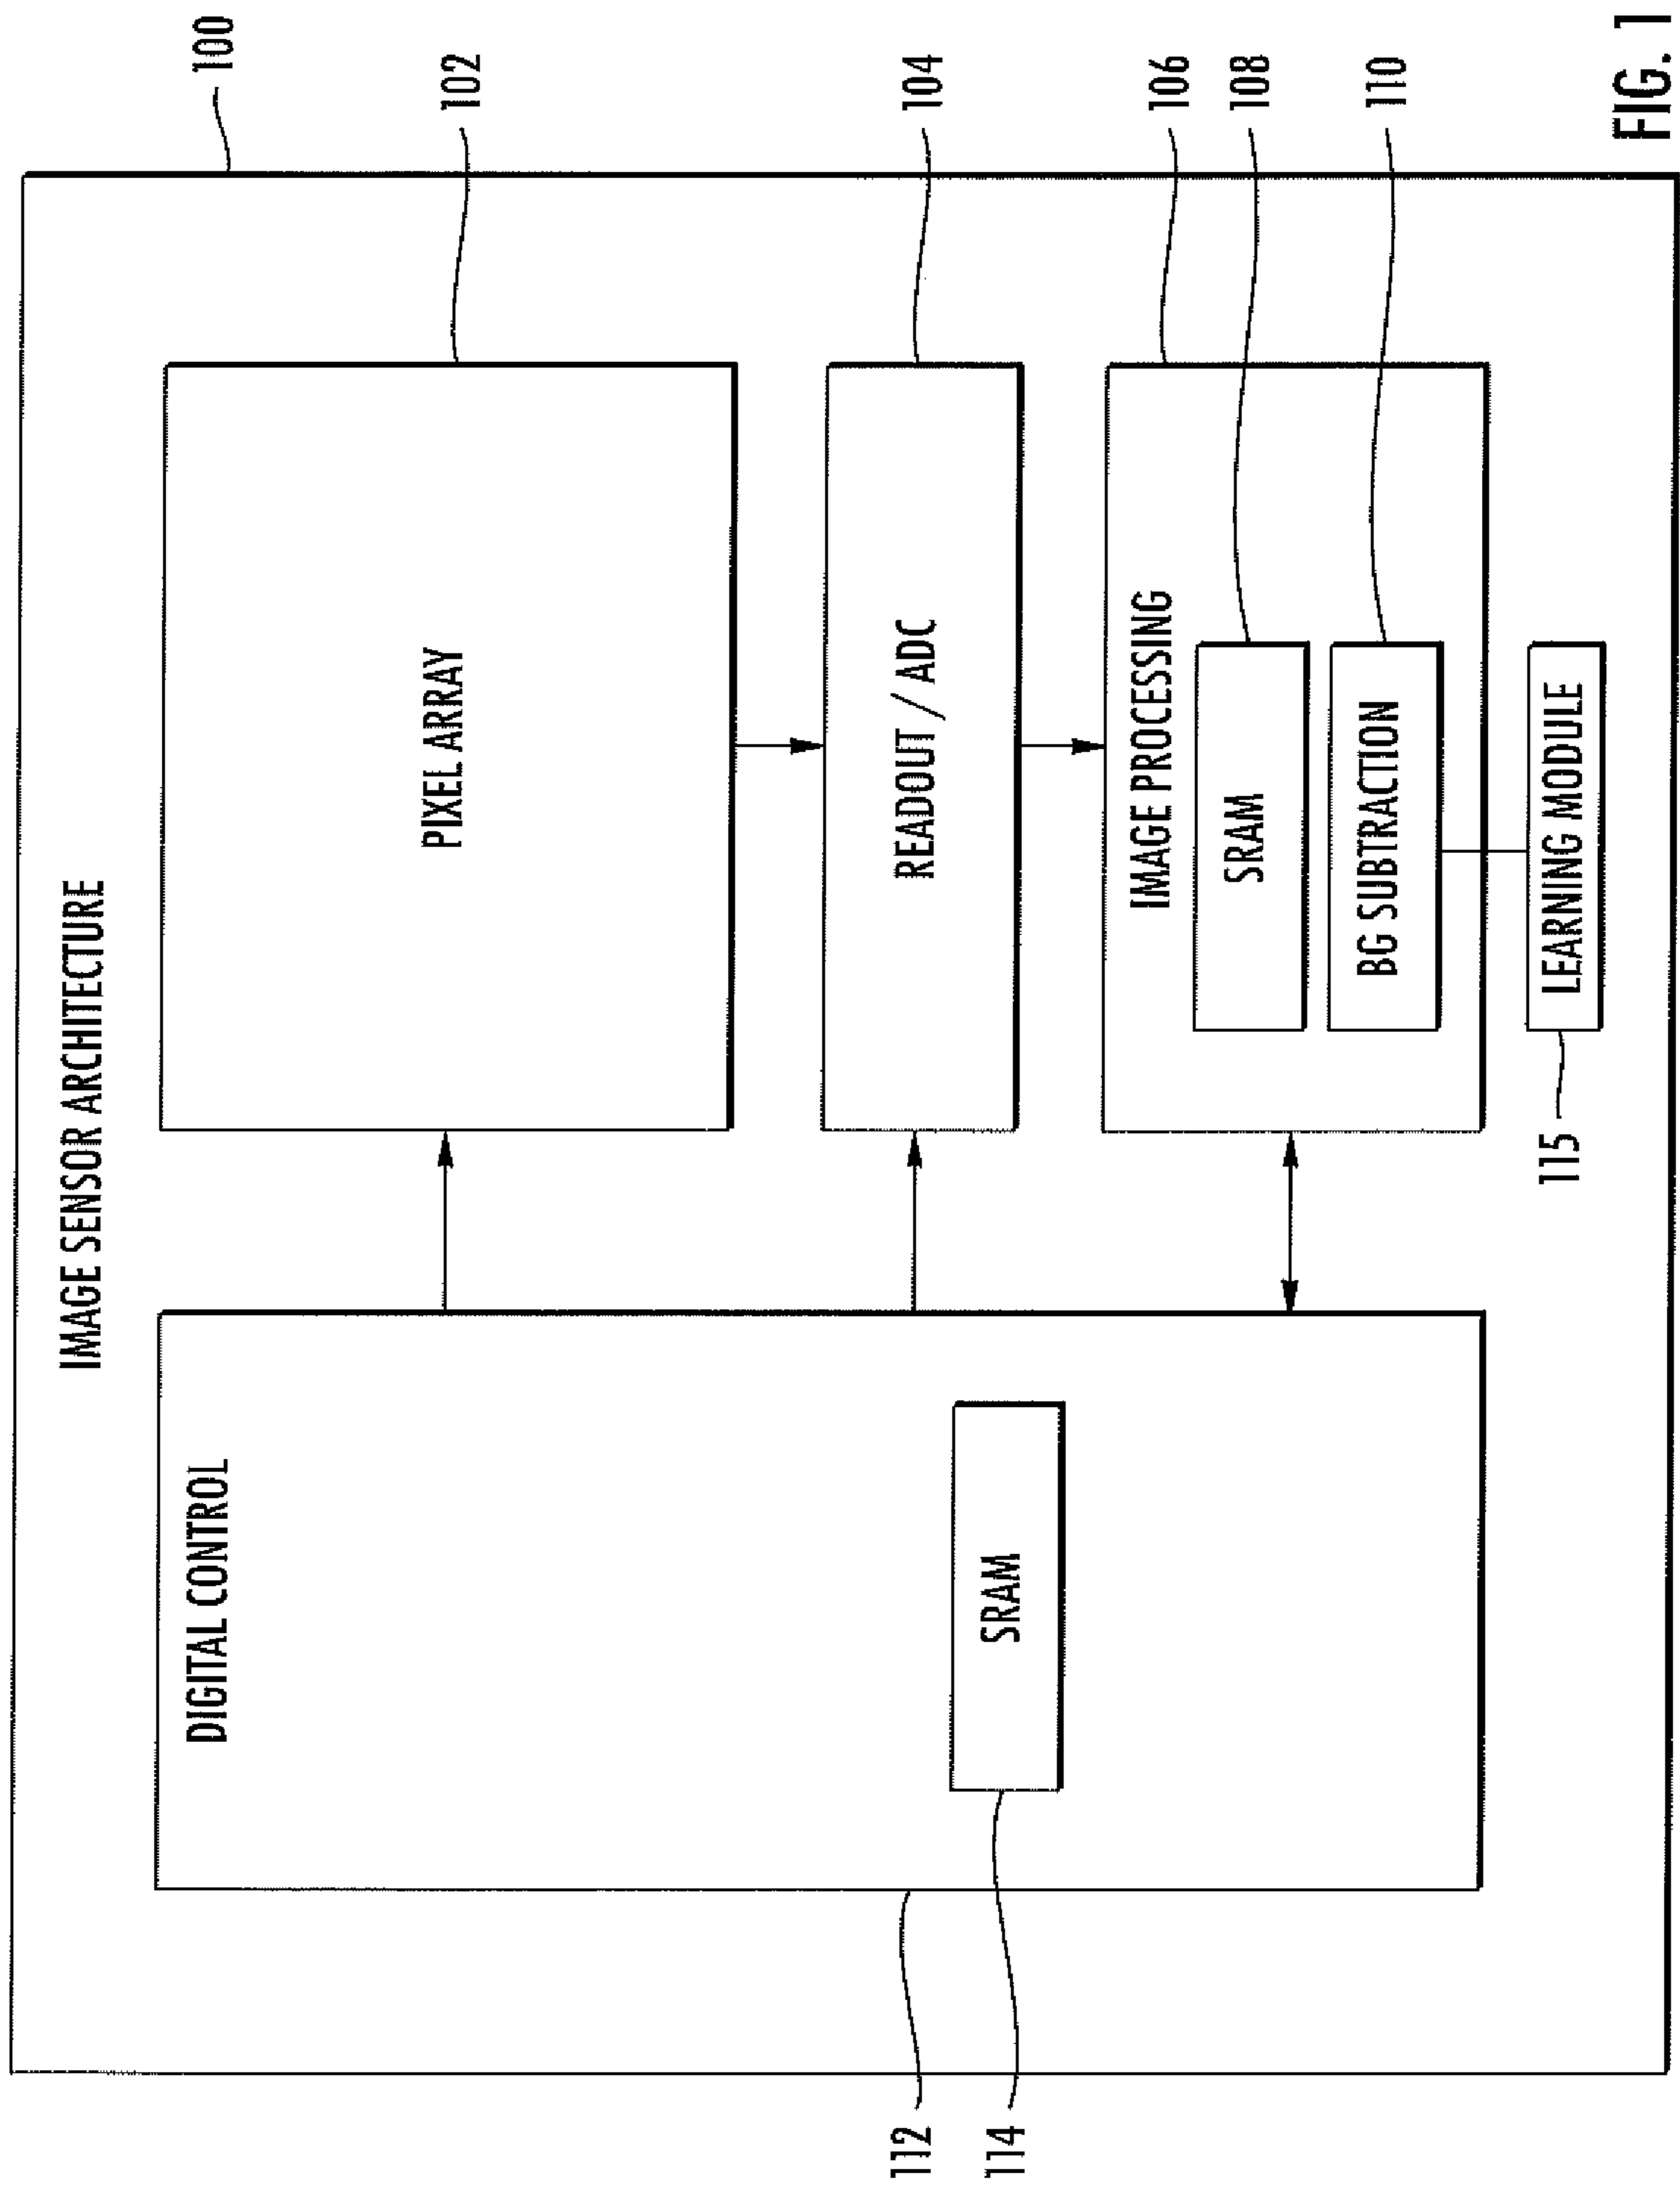 IMAGE SENSOR ARCHITECTURE
100
DIGITAL CONTROL
SRAM
112
114
PIXEL ARRAY
102
READOUT / ADC
104
IMAGE PROCESSING
106
SRAM
108
BG SUBTRACTION
110
LEARNING MODULE
115
FIG. 1